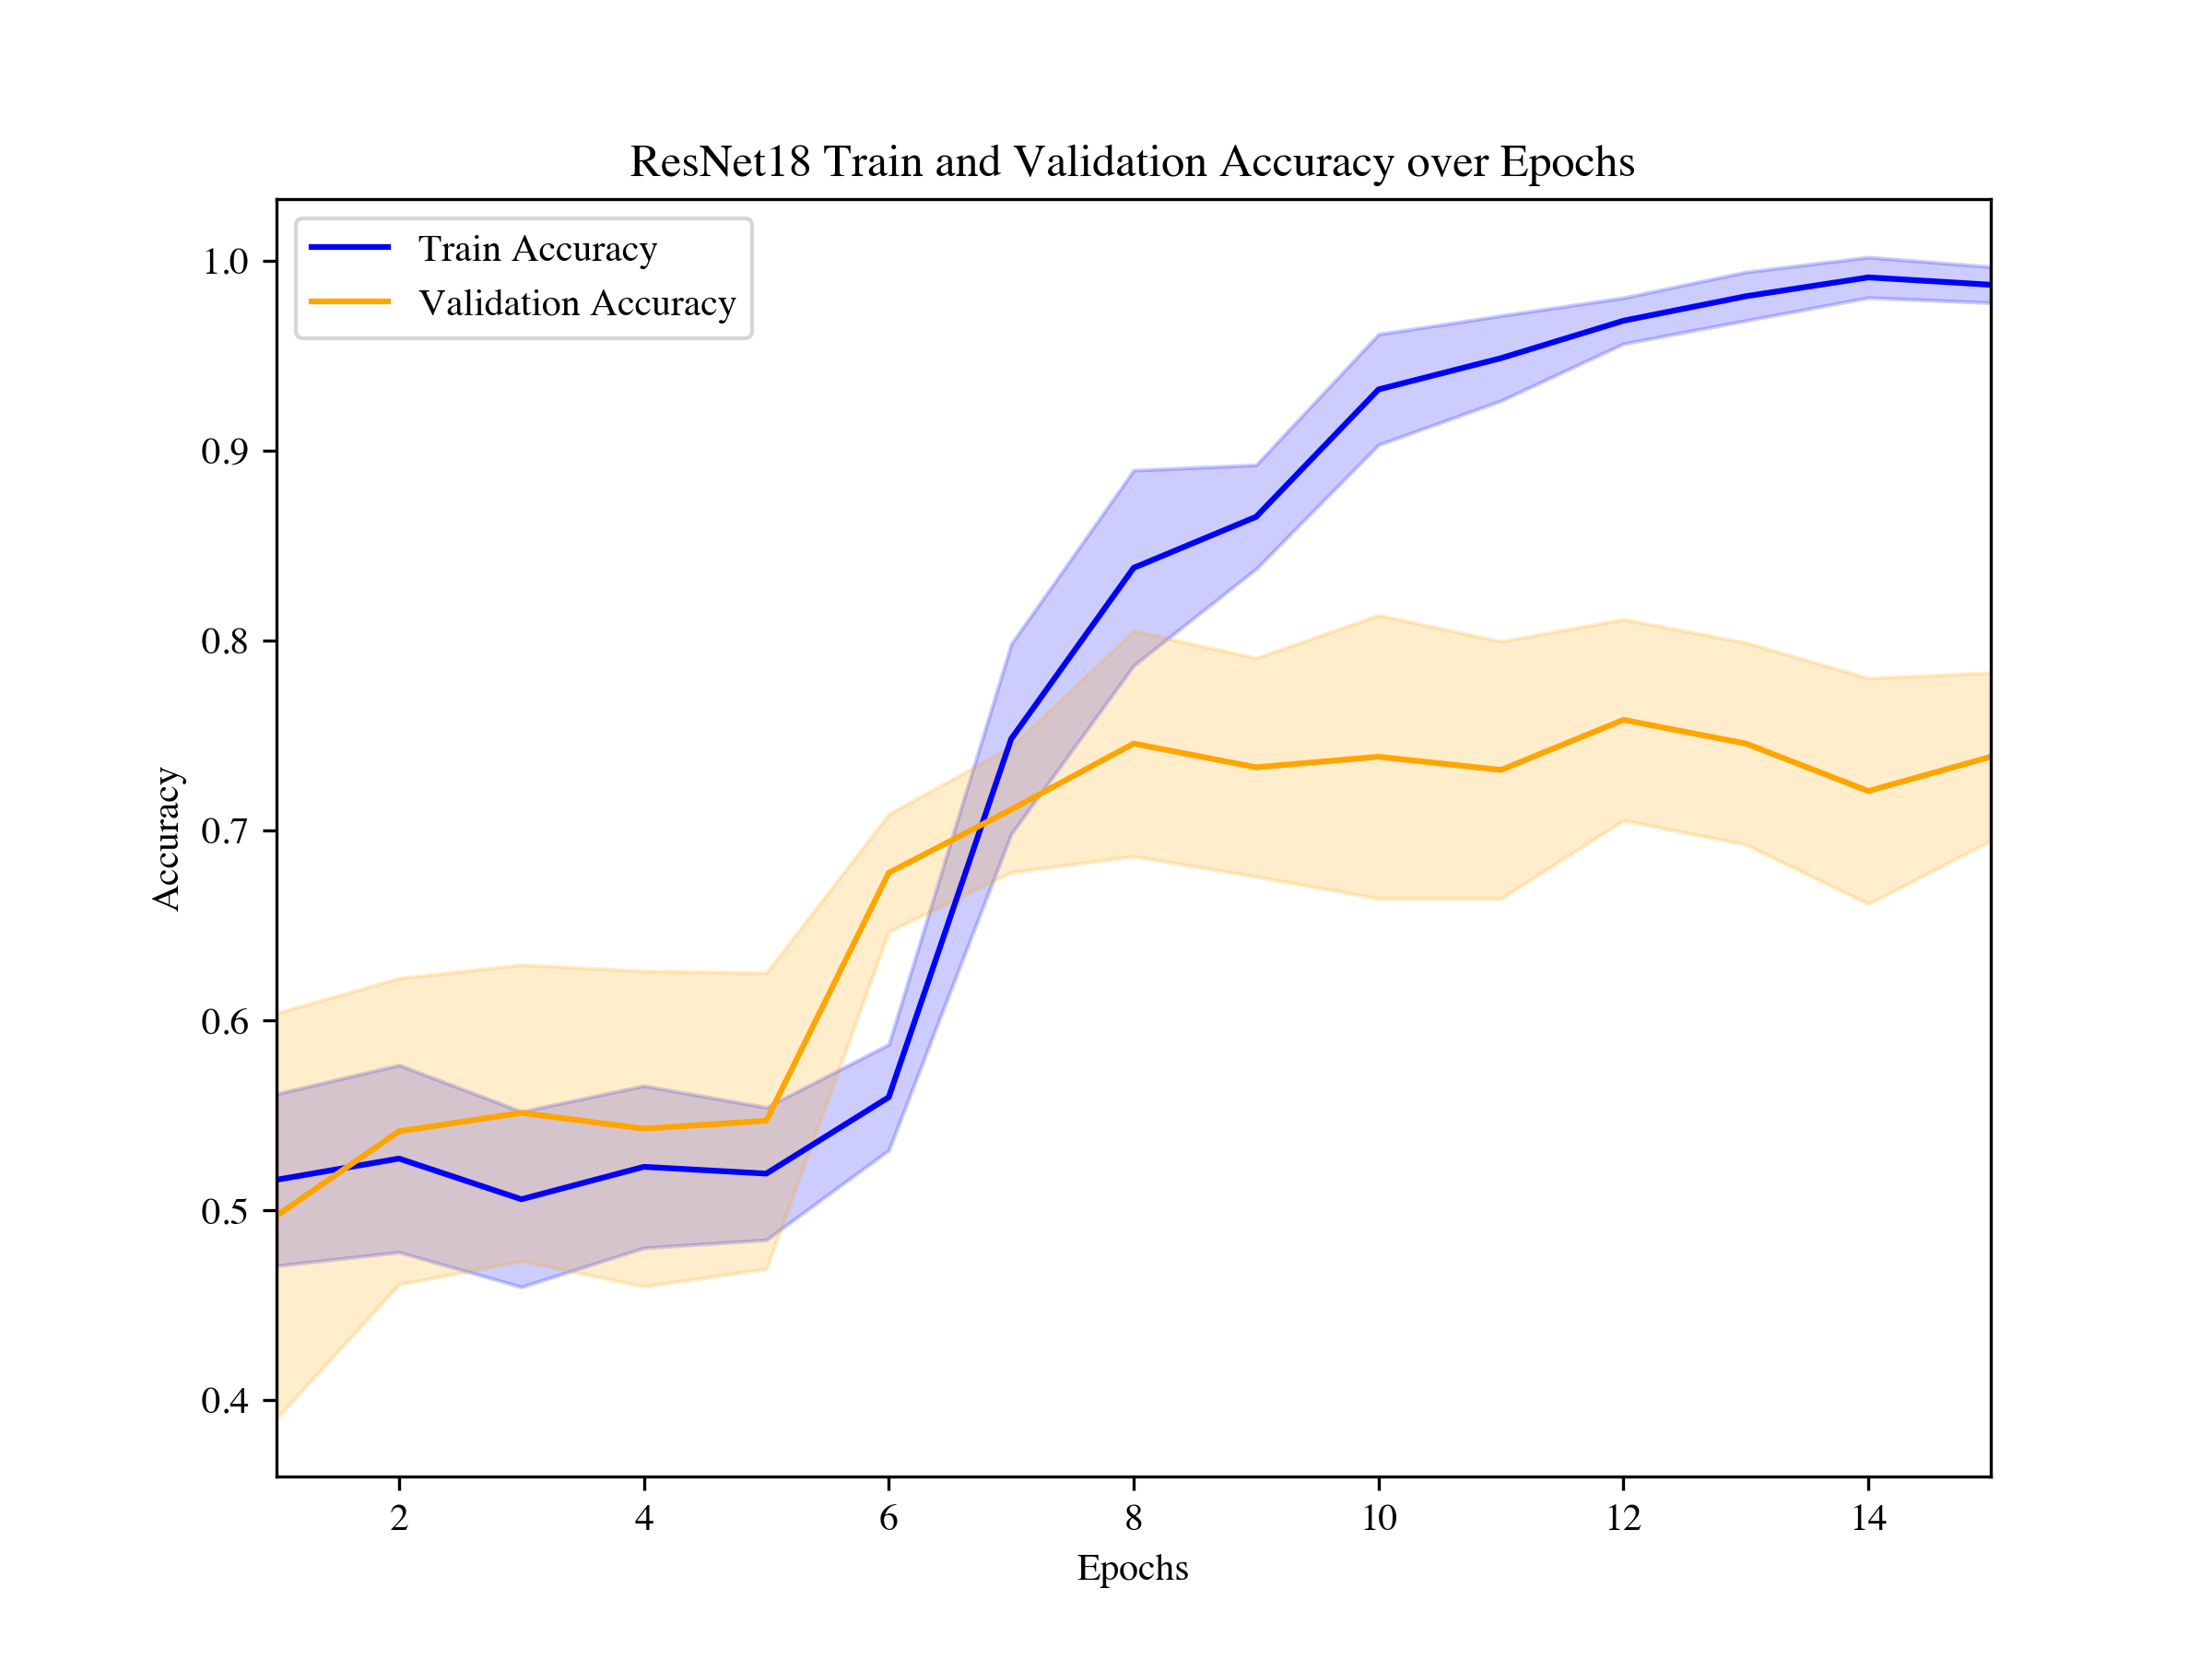 ResNet18 Train and Validation Accuracy over Epochs
Train Accuracy
Validation Accuracy
1.0
0.9
0.8
0.7
0.6
0.5
0.4
Accuracy
2 4 6 8 10 12 14
Epochs